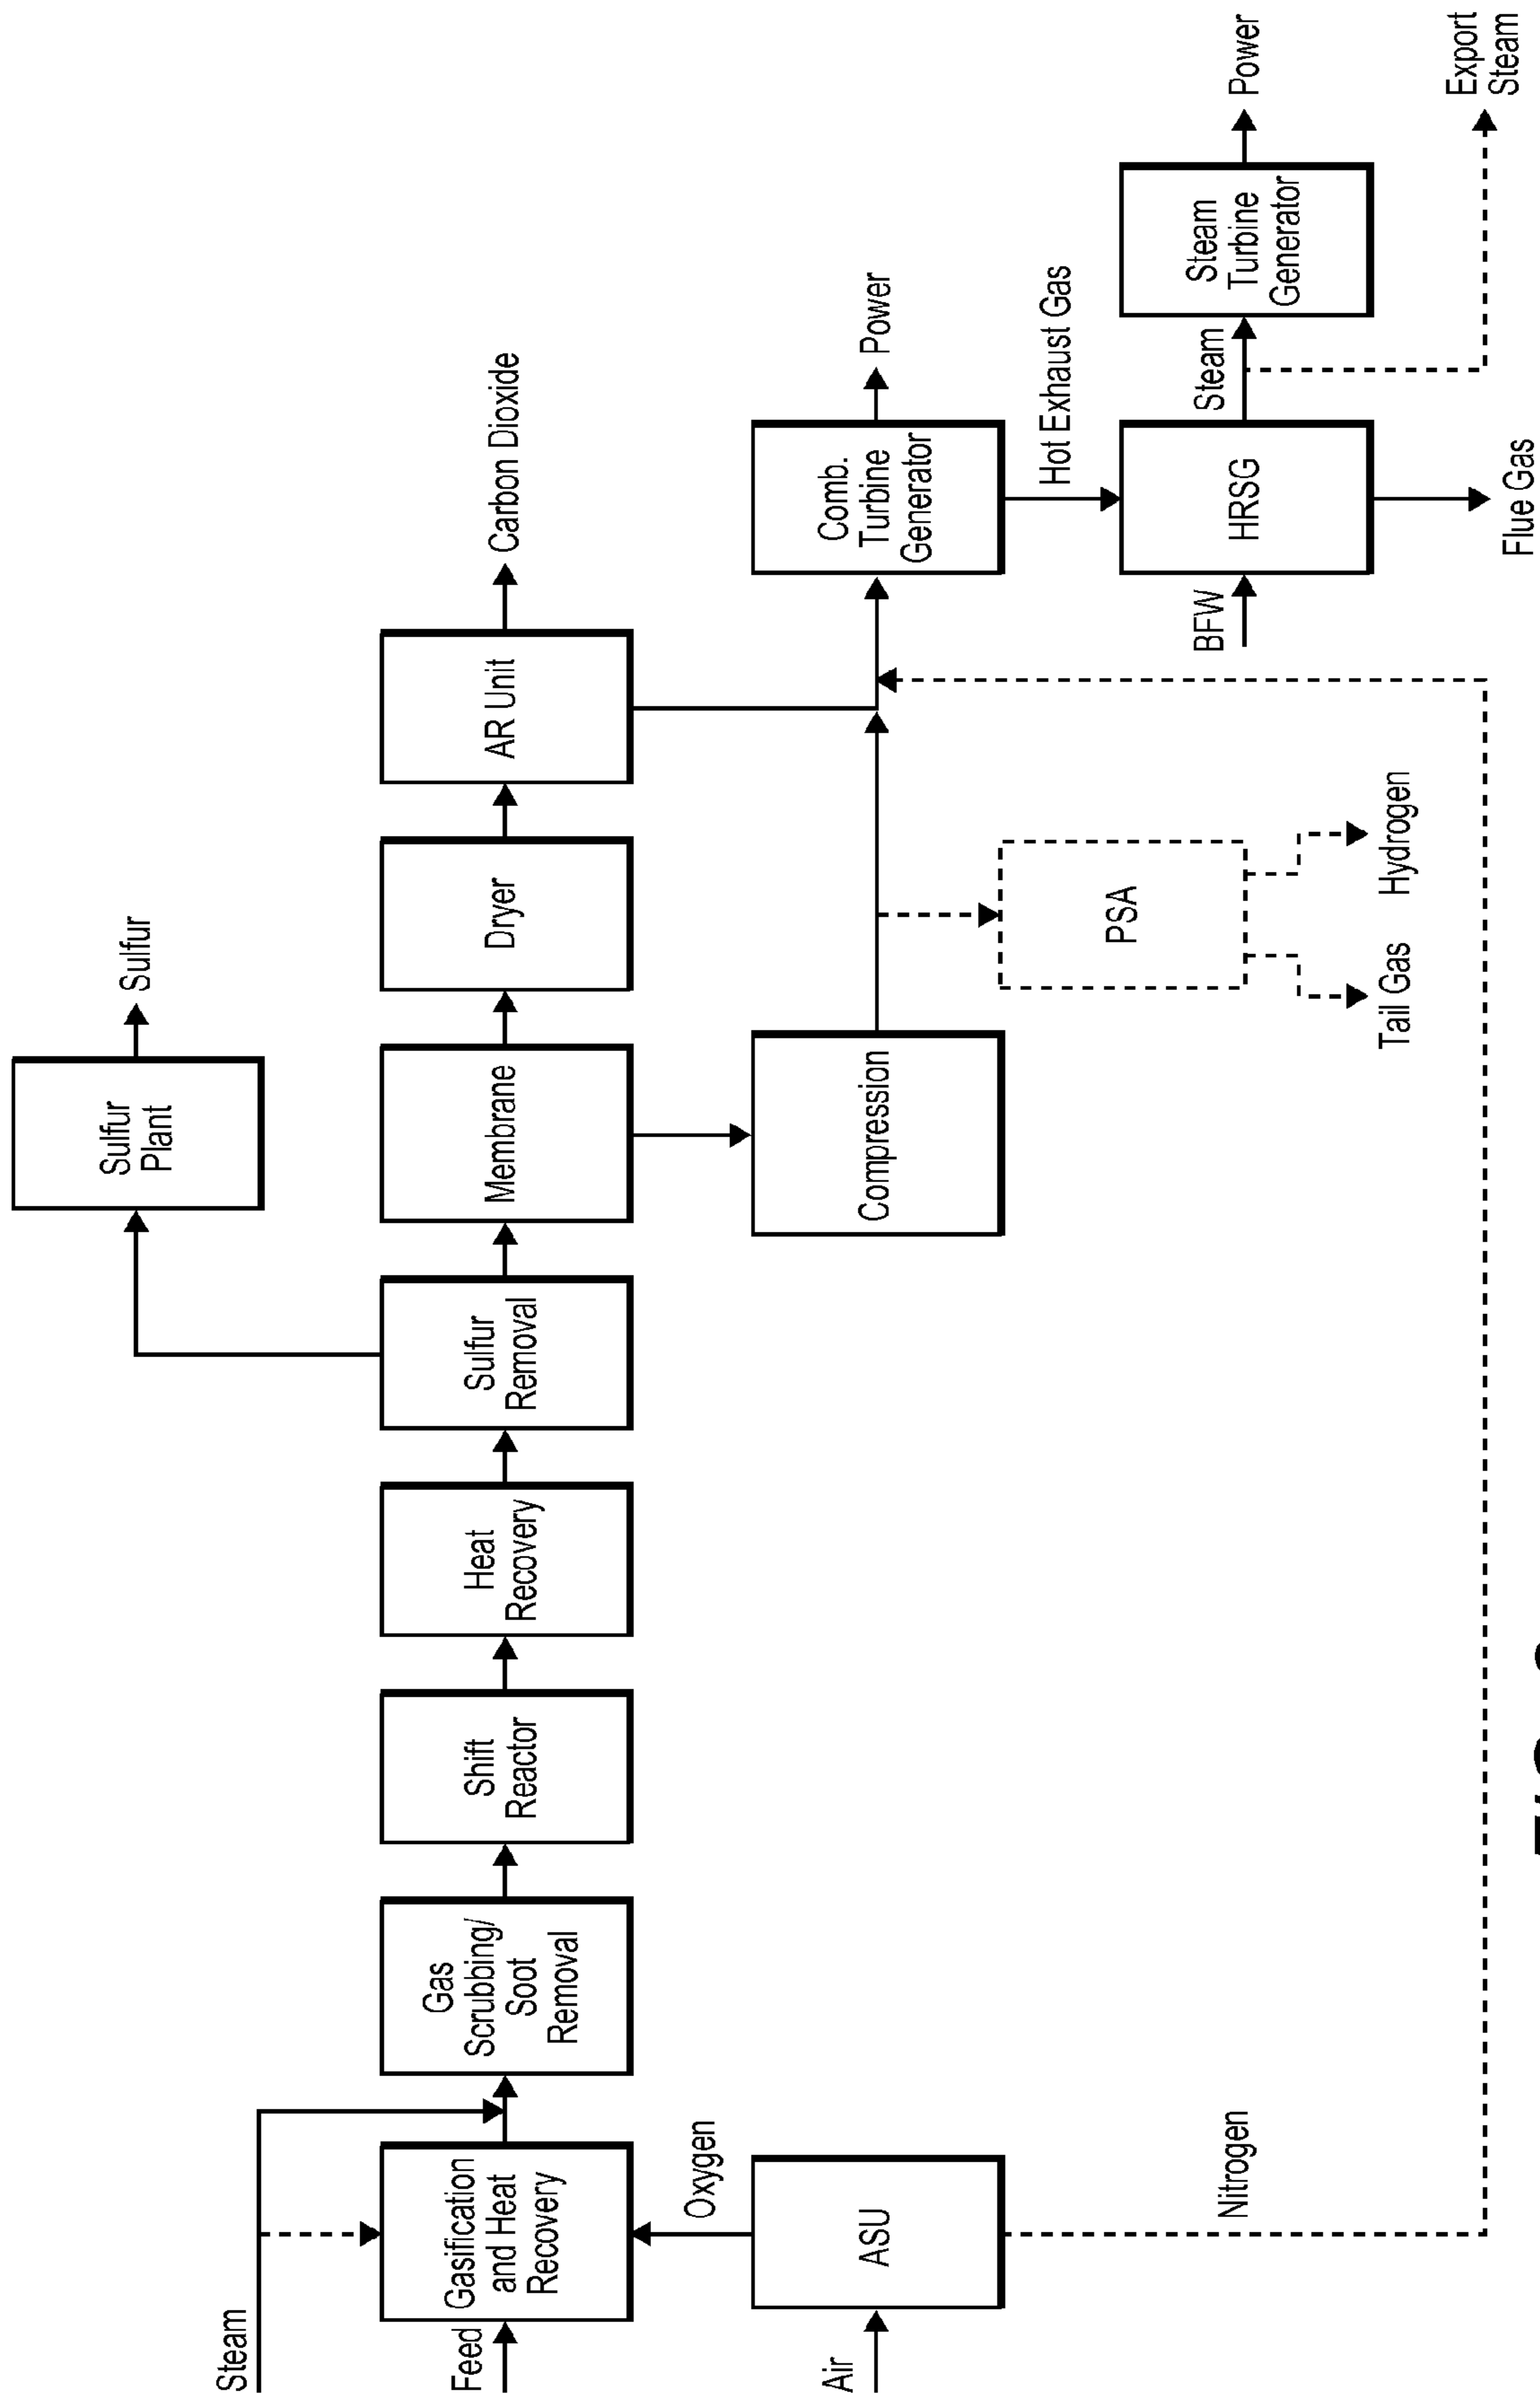 Sulfur
Plant
Sulfur
Steam
Feed
Gasification
and Heat
Recovery
Gas
Scrubbing/
Soot
Removal
Shift
Reactor
Heat
Recovery
Sulfur
Removal
Membrane
Dryer
AR Unit
Carbon Dioxide
Oxygen
Air
ASU
Compression
Comb.
Turbine
Generator
Power
Hot Exhaust Gas
PSA
Nitrogen
BFW
HRSG
Steam
Steam
Turbine
Generator
Power
Tail Gas
Hydrogen
Flue Gas
Export
Steam